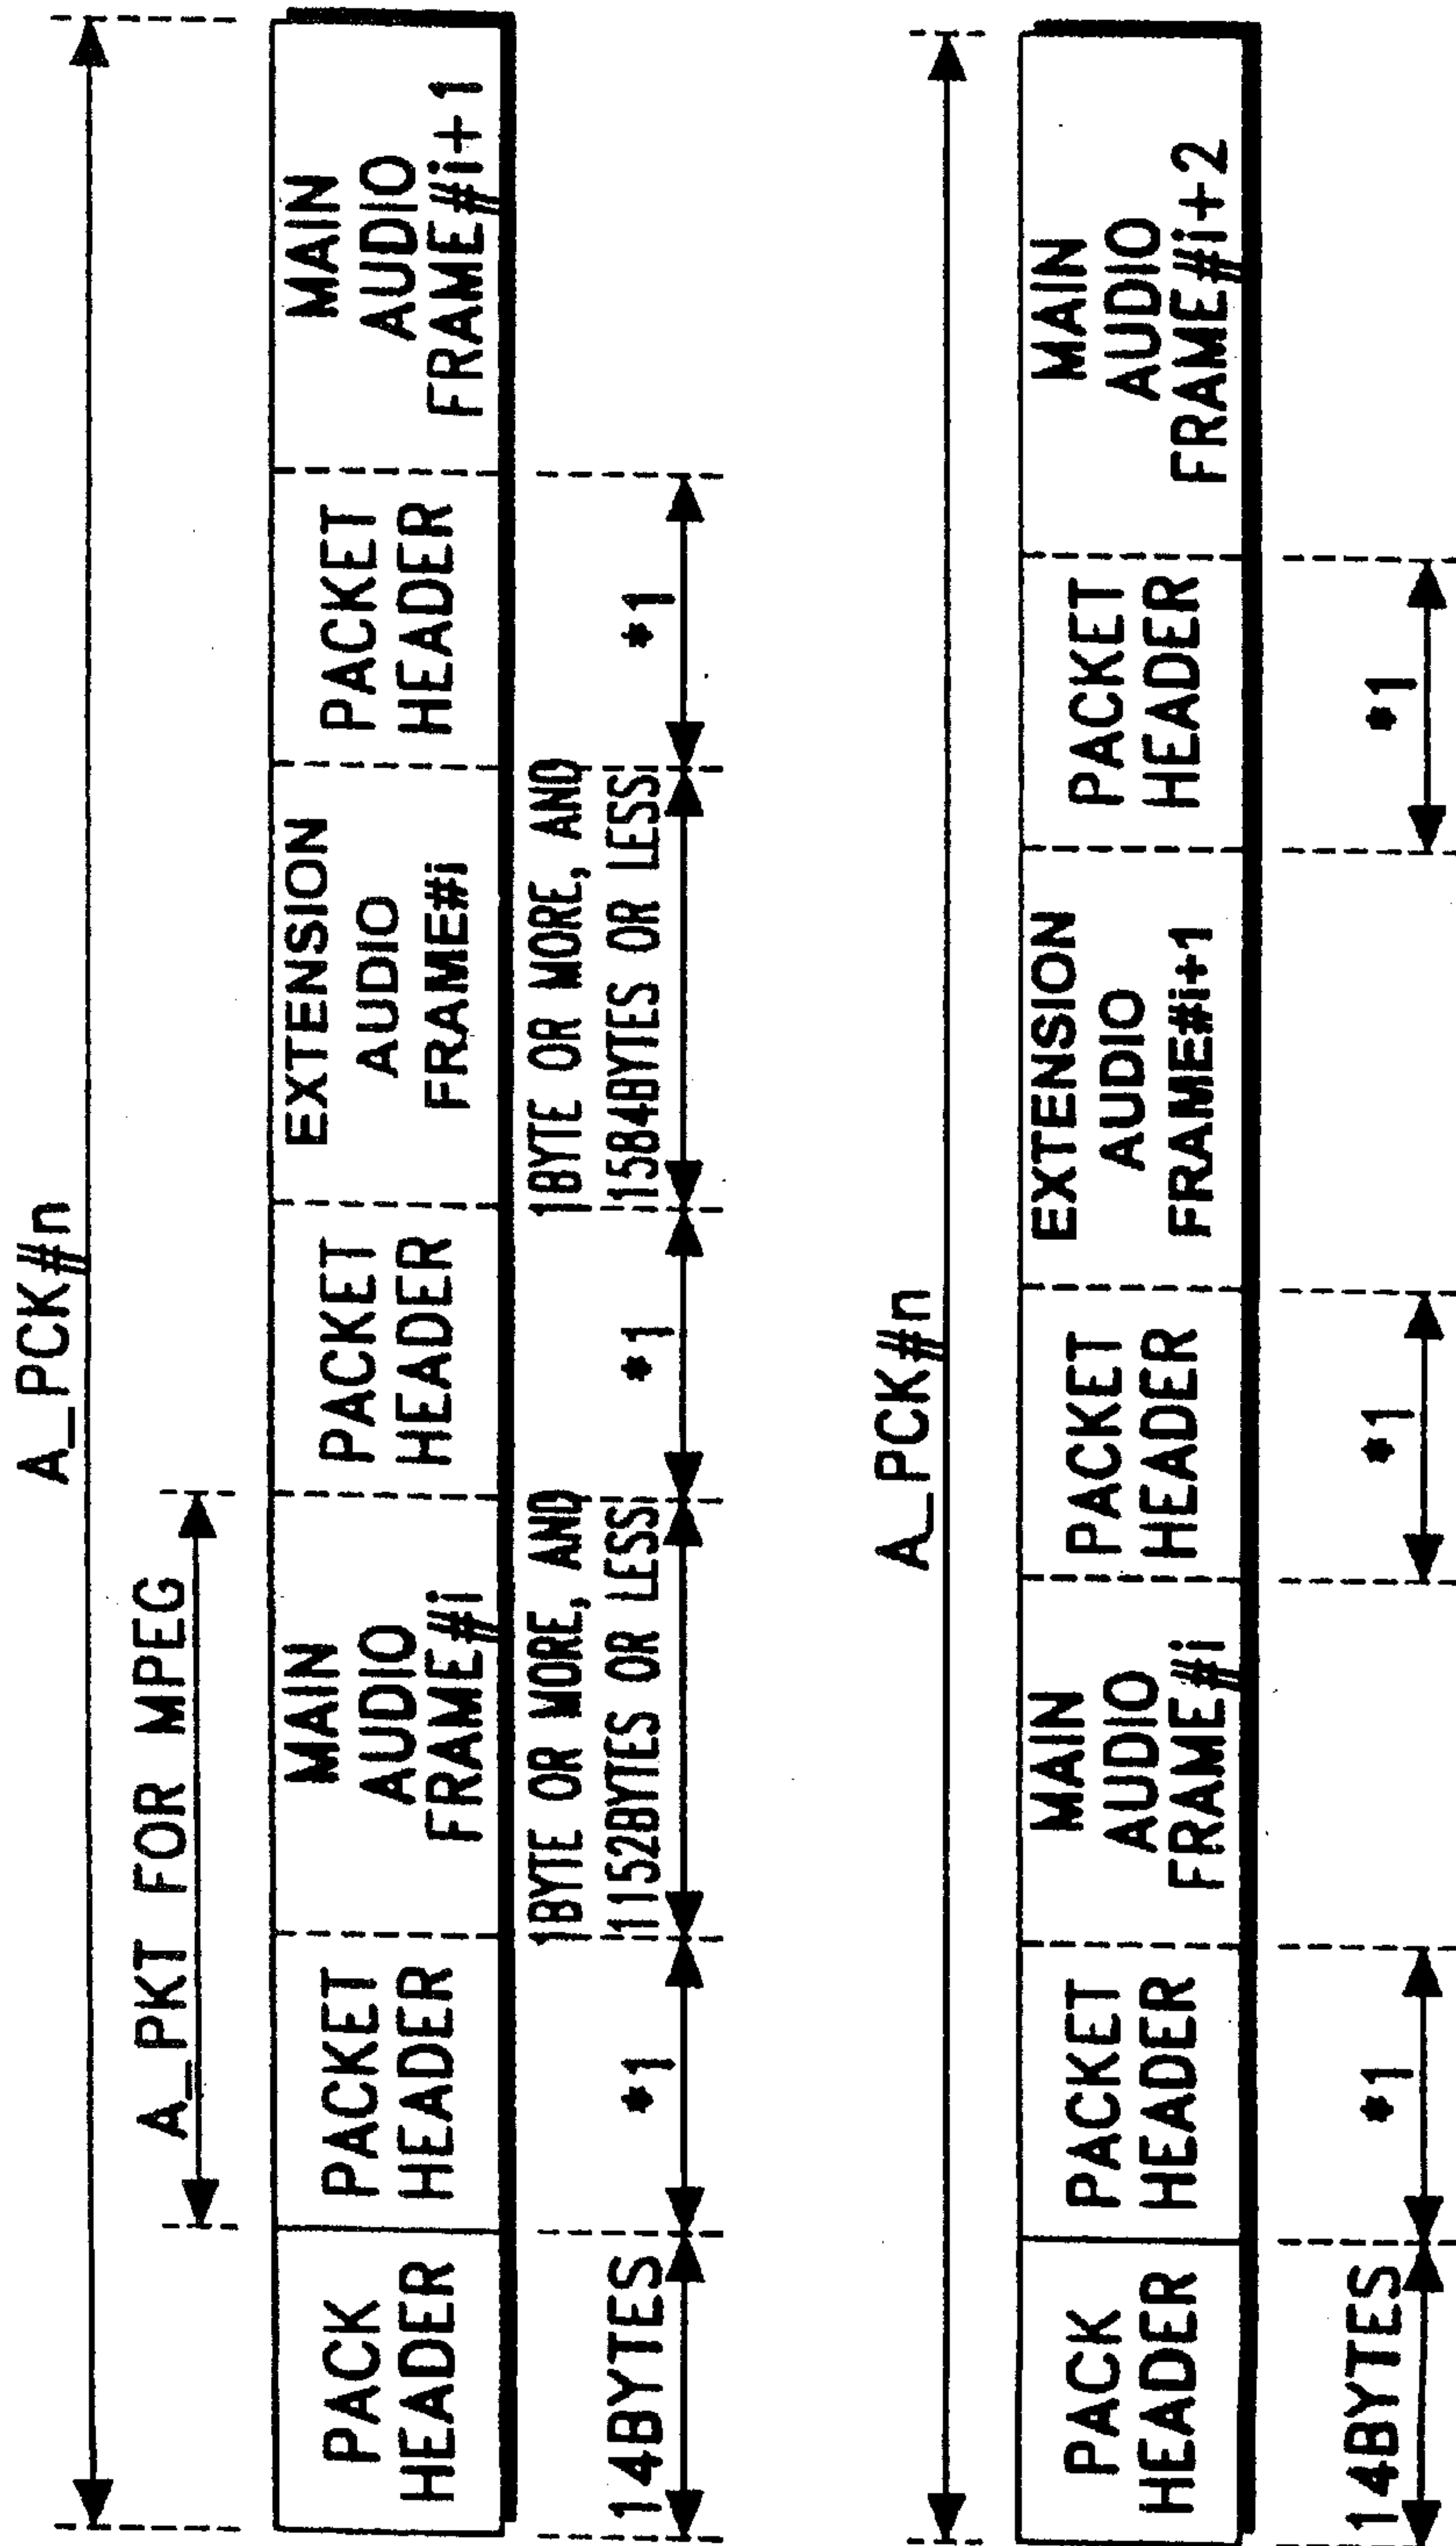 A_PCK#n
A_PKT FOR MPEG
PACK
HEADER
PACKET
HEADER
MAIN
AUDIO
FRAME#i
PACKET
HEADER
EXTENSION
AUDIO
FRAME#i
PACKET
HEADER
MAIN
AUDIO
FRAME#i+1
14BYTES
*1
1BYTE OR MORE, AND
1152BYTES OR LESS
*1
1BYTE OR MORE, AND
1584BYTES OR LESS
*1
A_PCK#n
PACK
HEADER
PACKET
HEADER
MAIN
AUDIO
FRAME#i
PACKET
HEADER
EXTENSION
AUDIO
FRAME#i+1
PACKET
HEADER
MAIN
AUDIO
FRAME#i+2
14BYTES
*1
*1
*1